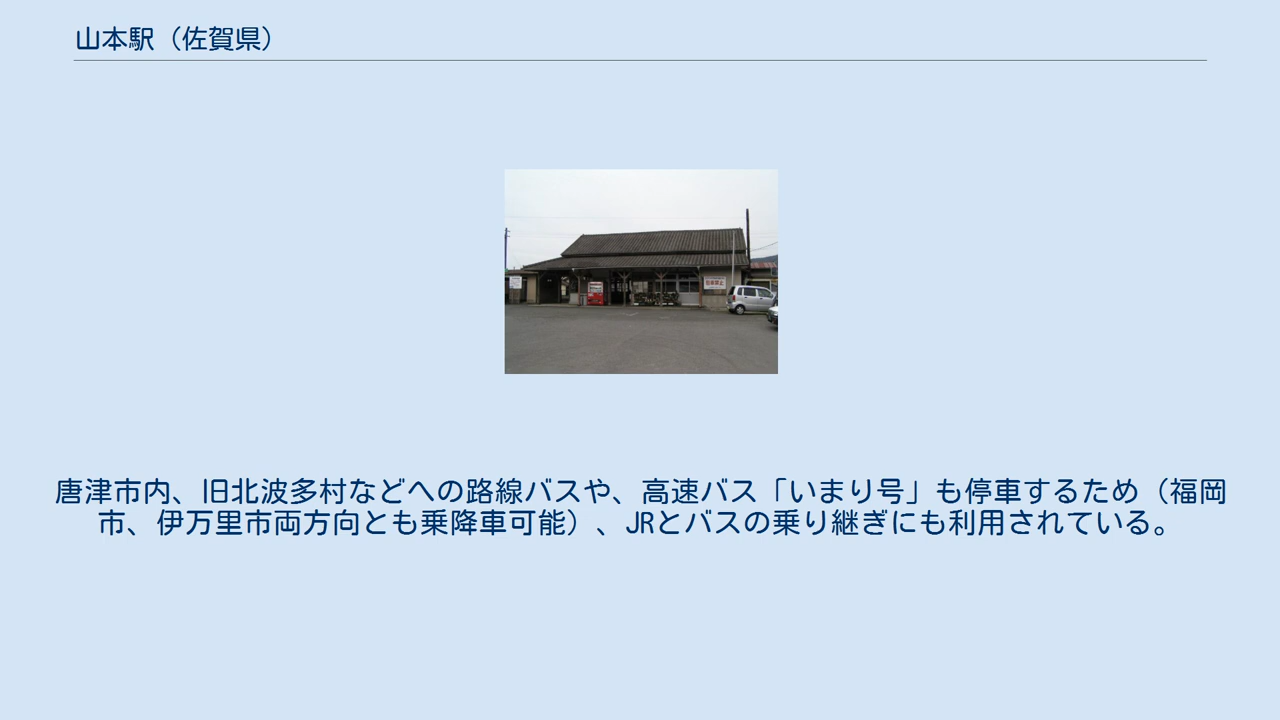 山本駅（佐賀県）
唐津市内、旧北波多村などへの路線バスや、高速バス「いまり号」も停車するため（福岡
市、伊万里市両方向とも乗降車可能）、JRとバスの乗り継ぎにも利用されている。